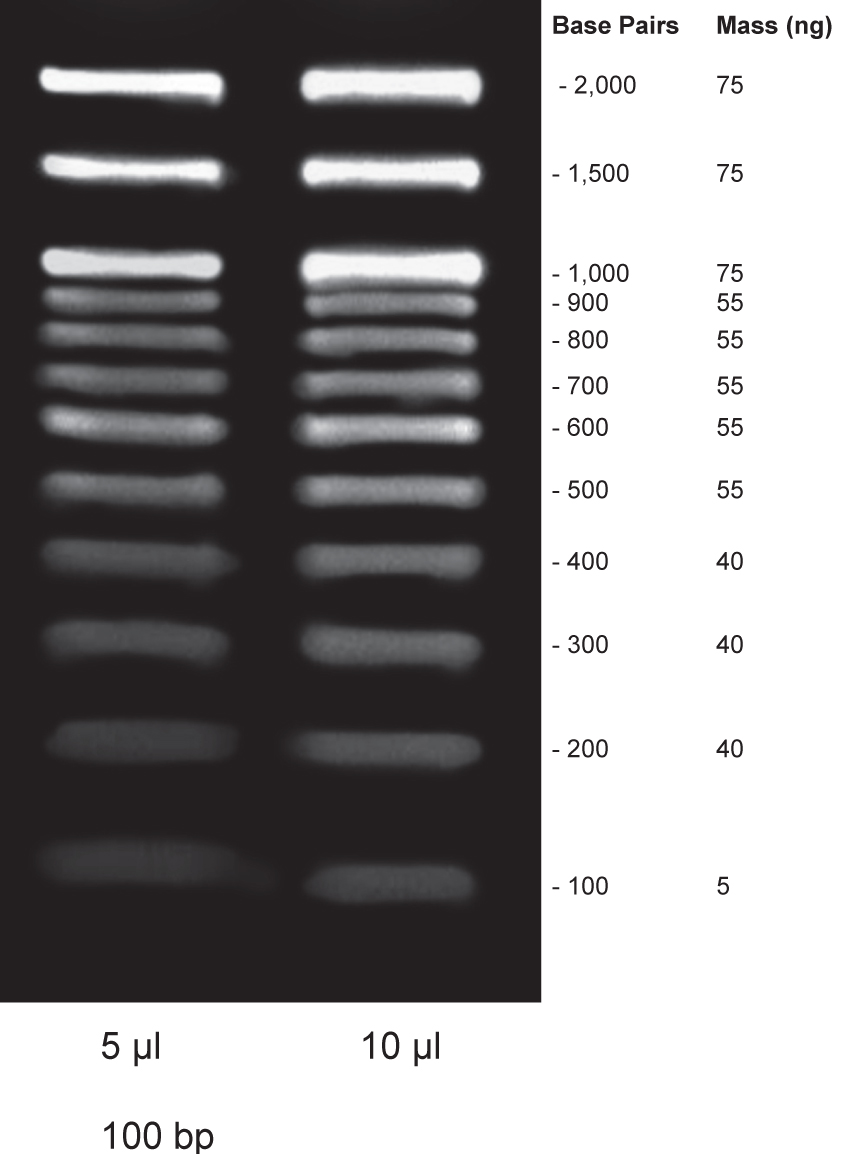 Base Pairs Mass (ng)
- 2,000 75
- 1,500 75
- 1,000 75
- 900 55
- 800 55
- 700 55
- 600 55
- 500 55
- 400 40
- 300 40
- 200 40
- 100 5
5 µl 10 µl
100 bp